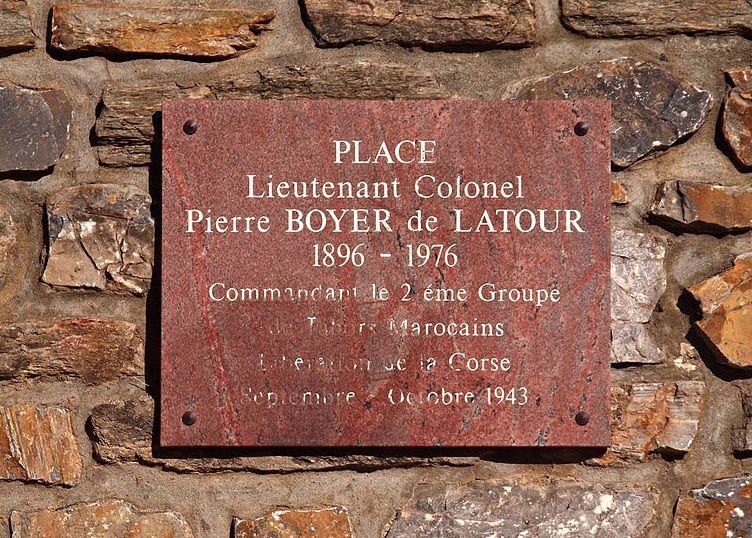 PLACE
Lieutenant Colonel
Pierre BOYER de LATOUR
1896 - 1976
Commandant le 2 éme Groupe
de Tabors Marocains
Libération de la Corse
Septembre - Octobre 1943